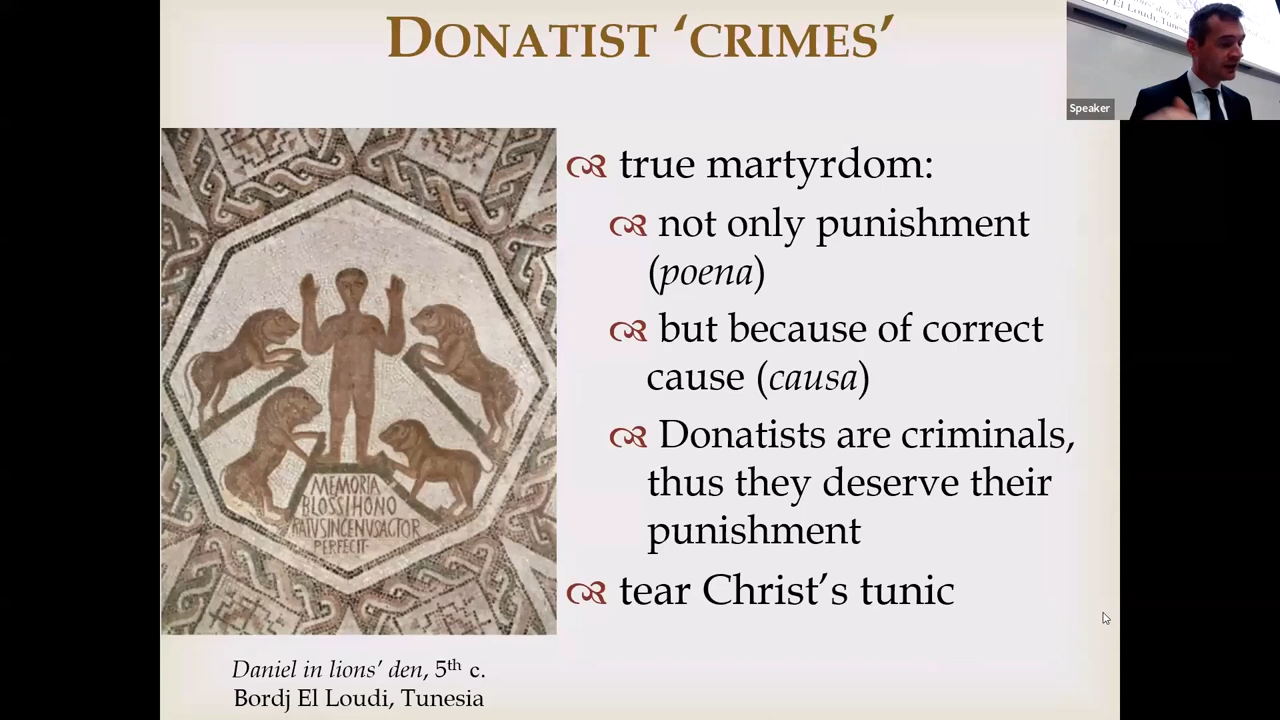 DONATIST ‘CRIMES’
Speaker
true martyrdom:
not only punishment
(poena)
but because of correct
cause (causa)
Donatists are criminals,
thus they deserve their
punishment
tear Christ’s tunic
MEMORIA
BLOSSIHONO
RATVSINGENVSACTOR
PERFECIT·
Daniel in lions’ den, 5th c.
Bordj El Loudi, Tunesia